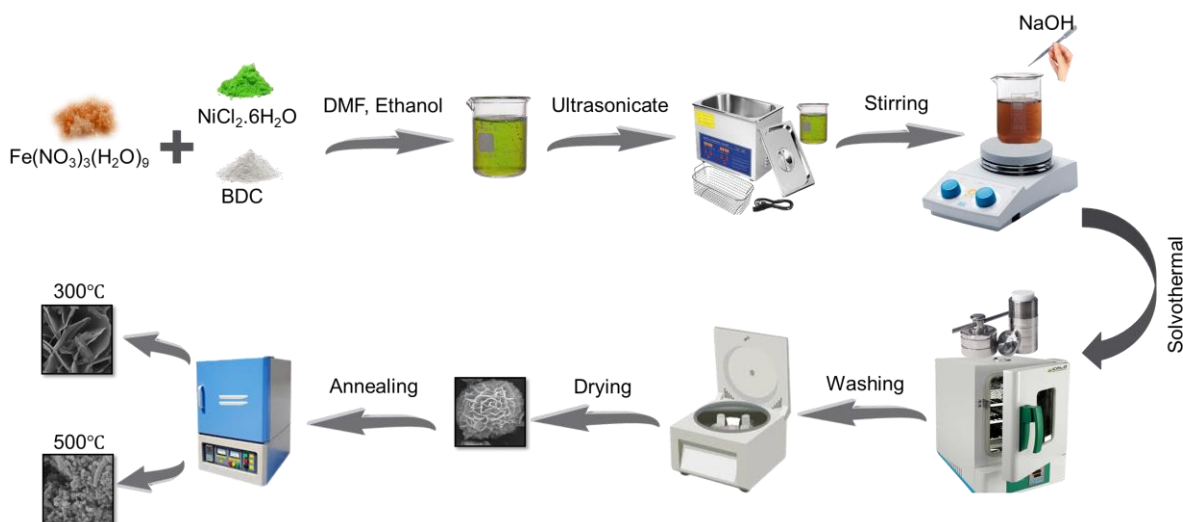 NaOH
NiCl2.6H2O
DMF, Ethanol
Ultrasonicate
Stirring
Fe(NO3)3(H2O)9
BDC
Solvothermal
300℃
Annealing
Drying
Washing
500℃